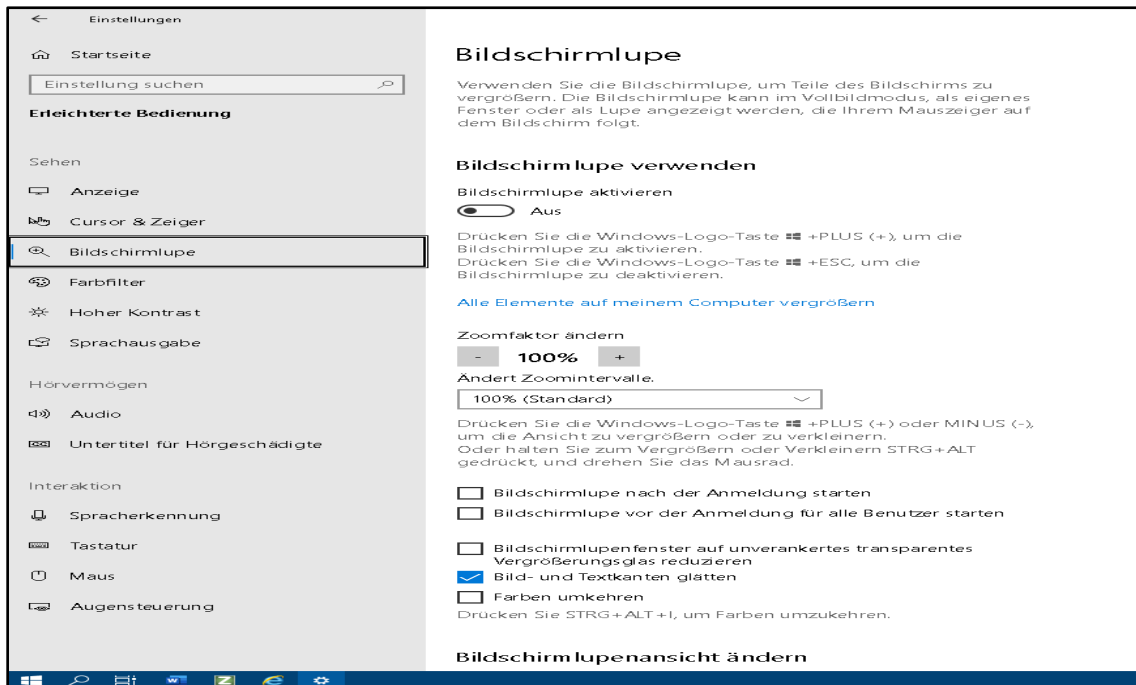 Einstellungen
Startseite
Einstellung suchen
Erleichterte Bedienung
Sehen
Anzeige
Cursor & Zeiger
Bildschirmlupe
Farbfilter
Hoher Kontrast
Sprachausgabe
Hörvermögen
Audio
Untertitel für Hörgeschädigte
Interaktion
Spracherkennung
Tastatur
Maus
Augensteuerung
Bildschirmlupe
Verwenden Sie die Bildschirmlupe, um Teile des Bildschirms zu
vergrößern. Die Bildschirmlupe kann im Vollbildmodus, als eigenes
Fenster oder als Lupe angezeigt werden, die Ihrem Mauszeiger auf
dem Bildschirm folgt.
Bildschirmlupe verwenden
Bildschirmlupe aktivieren
Aus
Drücken Sie die Windows-Logo-Taste +PLUS (+), um die
Bildschirmlupe zu aktivieren.
Drücken Sie die Windows-Logo-Taste +ESC, um die
Bildschirmlupe zu deaktivieren.
Alle Elemente auf meinem Computer vergrößern
Zoomfaktor ändern
- 100% +
Ändert Zoomintervalle.
100% (Standard)
Drücken Sie die Windows-Logo-Taste +PLUS (+) oder MINUS (-),
um die Ansicht zu vergrößern oder zu verkleinern.
Oder halten Sie zum Vergrößern oder Verkleinern STRG+ALT
gedrückt, und drehen Sie das Mausrad.
Bildschirmlupe nach der Anmeldung starten
Bildschirmlupe vor der Anmeldung für alle Benutzer starten
Bildschirmlupenfenster auf unverankertes transparentes
Vergrößerungsglas reduzieren
Bild- und Textkanten glätten
Farben umkehren
Drücken Sie STRG+ALT+I, um Farben umzukehren.
Bildschirmlupenansicht ändern